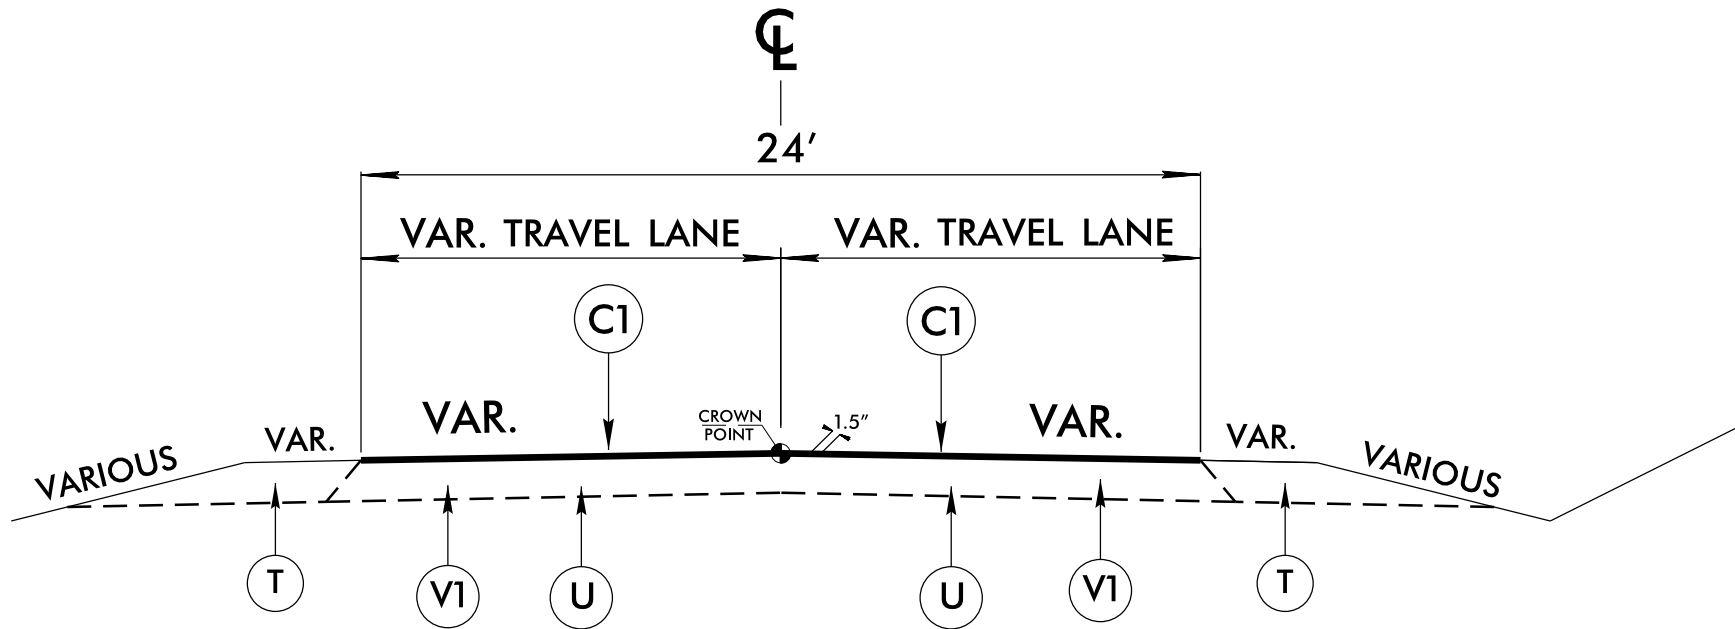 ℄
24'
VAR. TRAVEL LANE VAR. TRAVEL LANE
C1 C1
VAR. CROWN POINT 1.5" VAR.
VARIOUS VAR. VAR. VARIOUS
T V1 U U V1 T